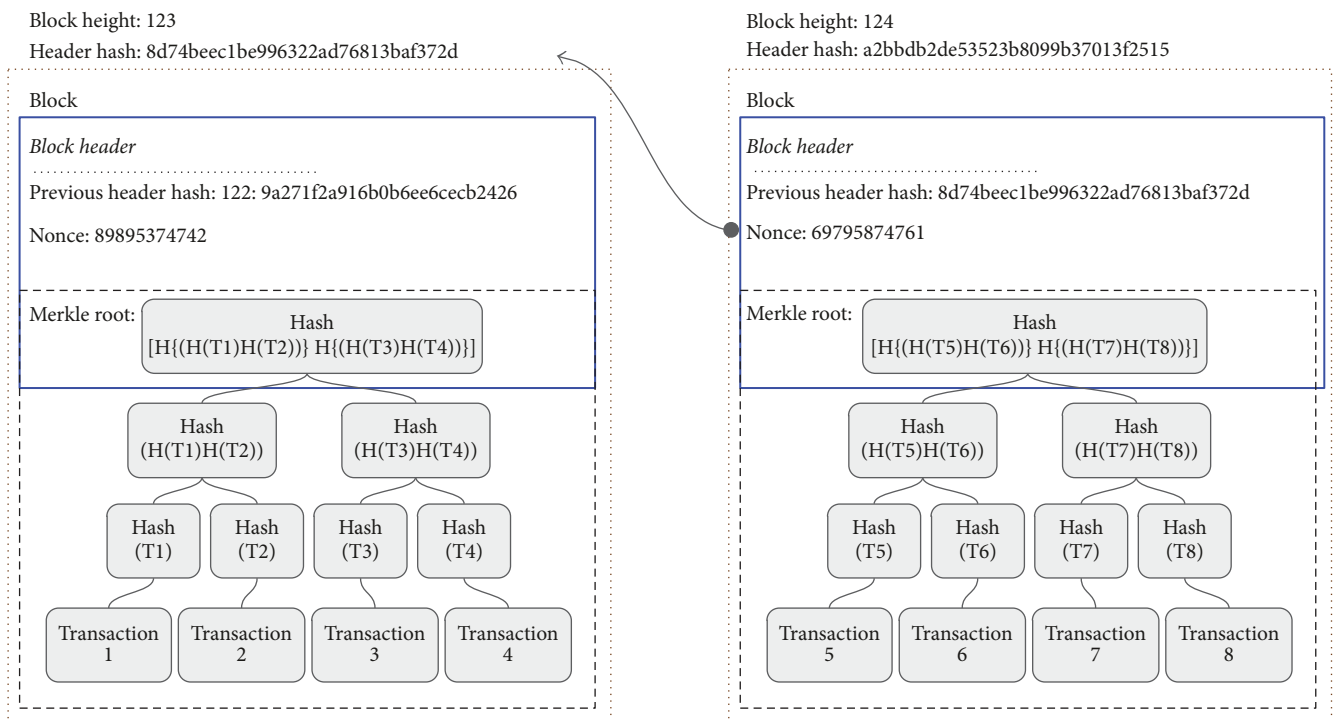 Block height: 123
Header hash: 8d74beec1be996322ad76813baf372d
Block
Block header
Previous header hash: 122: 9a271f2a916b0b6ee6cecb2426
Nonce: 89895374742
Merkle root:
Hash
[H{(H(T1)H(T2))} H{(H(T3)H(T4))}]
Hash
(H(T1)H(T2))
Hash
(H(T3)H(T4))
Hash
(T1)
Hash
(T2)
Hash
(T3)
Hash
(T4)
Transaction
1
Transaction
2
Transaction
3
Transaction
4
Block height: 124
Header hash: a2bbdb2de53523b8099b37013f2515
Block
Block header
Previous header hash: 8d74beec1be996322ad76813baf372d
Nonce: 69795874761
Merkle root:
Hash
[H{(H(T5)H(T6))} H{(H(T7)H(T8))}]
Hash
(H(T5)H(T6))
Hash
(H(T7)H(T8))
Hash
(T5)
Hash
(T6)
Hash
(T7)
Hash
(T8)
Transaction
5
Transaction
6
Transaction
7
Transaction
8